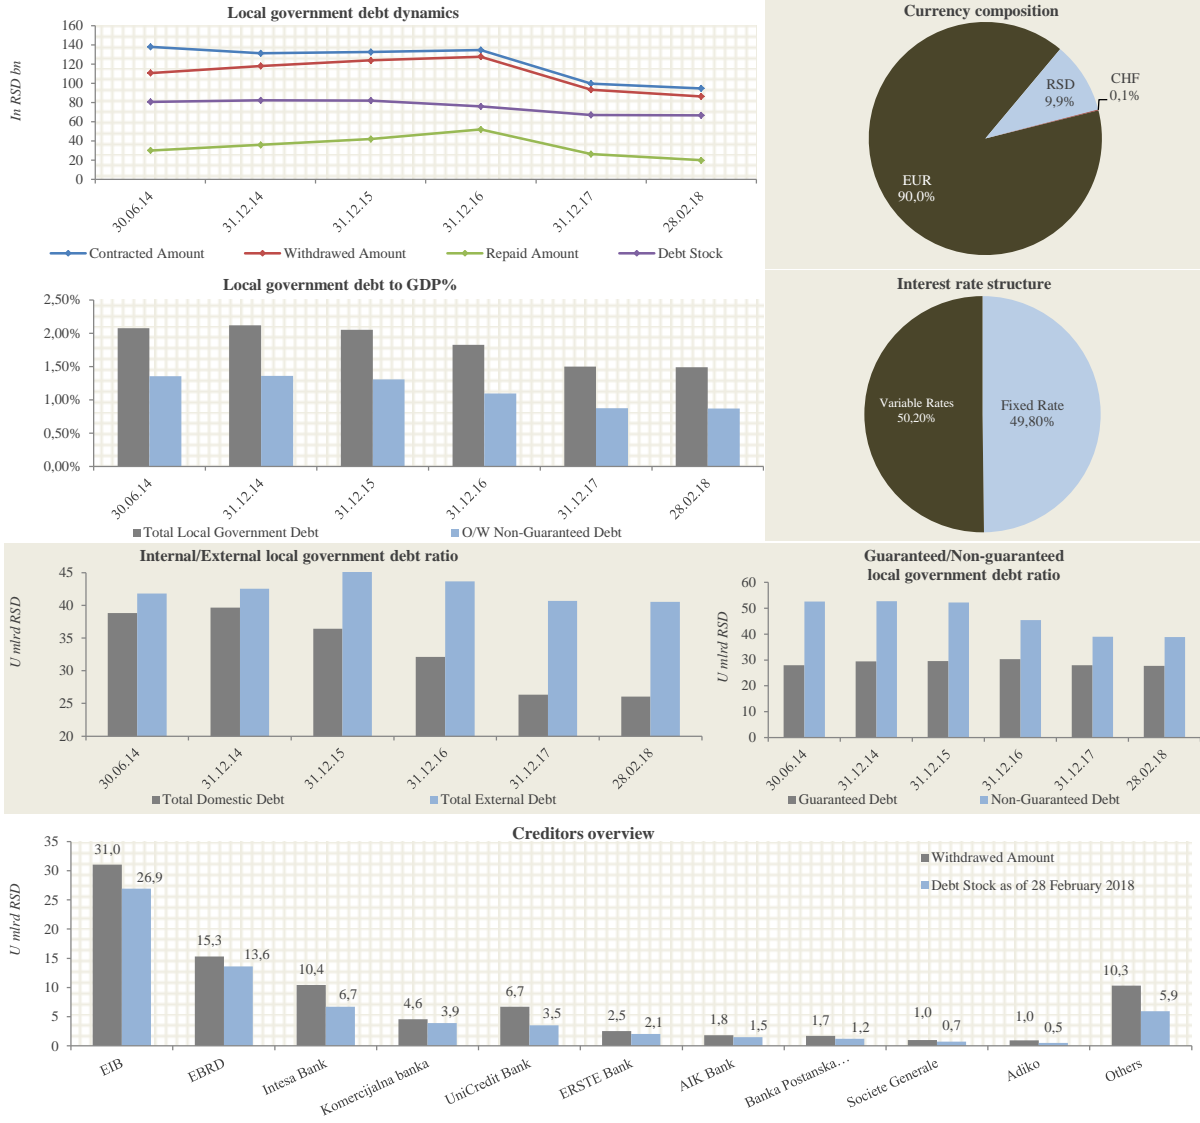 Local government debt dynamics
In RSD bn
160
140
120
100
80
60
40
20
0
30.06.14
31.12.14
31.12.15
31.12.16
31.12.17
28.02.18
Contracted Amount
Withdrawed Amount
Repaid Amount
Debt Stock
Currency composition
RSD
9,9%
CHF
0,1%
EUR
90,0%
Local government debt to GDP%
2,50%
2,00%
1,50%
1,00%
0,50%
0,00%
30.06.14
31.12.14
31.12.15
31.12.16
31.12.17
28.02.18
Total Local Government Debt
O/W Non-Guaranteed Debt
Interest rate structure
Variable Rates
50,20%
Fixed Rate
49,80%
Internal/External local government debt ratio
U mlrd RSD
45
40
35
30
25
20
30.06.14
31.12.14
31.12.15
31.12.16
31.12.17
28.02.18
Total Domestic Debt
Total External Debt
Guaranteed/Non-guaranteed
local government debt ratio
U mlrd RSD
60
50
40
30
20
10
0
30.06.14
31.12.14
31.12.15
31.12.16
31.12.17
28.02.18
Guaranteed Debt
Non-Guaranteed Debt
Creditors overview
U mlrd RSD
35
30
25
20
15
10
5
0
Withdrawed Amount
Debt Stock as of 28 February 2018
31,0
26,9
15,3
13,6
10,4
6,7
4,6
3,9
6,7
3,5
2,5
2,1
1,8
1,5
1,7
1,2
1,0
0,7
1,0
0,5
10,3
5,9
EIB
EBRD
Intesa Bank
Komercijalna banka
UniCredit Bank
ERSTE Bank
AIK Bank
Banka Postanska…
Societe Generale
Adiko
Others